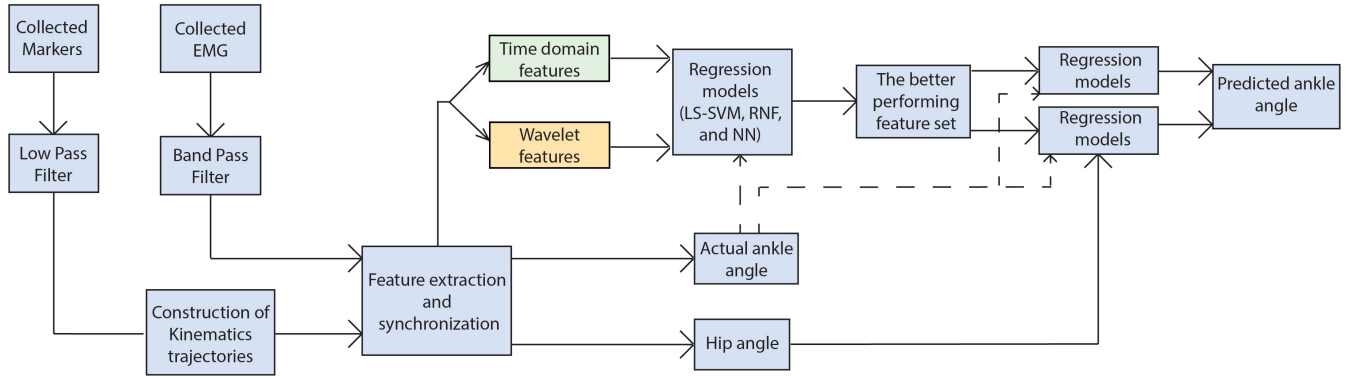 Collected
Markers
Collected
EMG
Low Pass
Filter
Band Pass
Filter
Construction of
Kinematics
trajectories
Feature extraction
and
synchronization
Time domain
features
Wavelet
features
Regression
models
(LS-SVM, RNF,
and NN)
Actual ankle
angle
Hip angle
The better
performing
feature set
Regression
models
Regression
models
Predicted ankle
angle